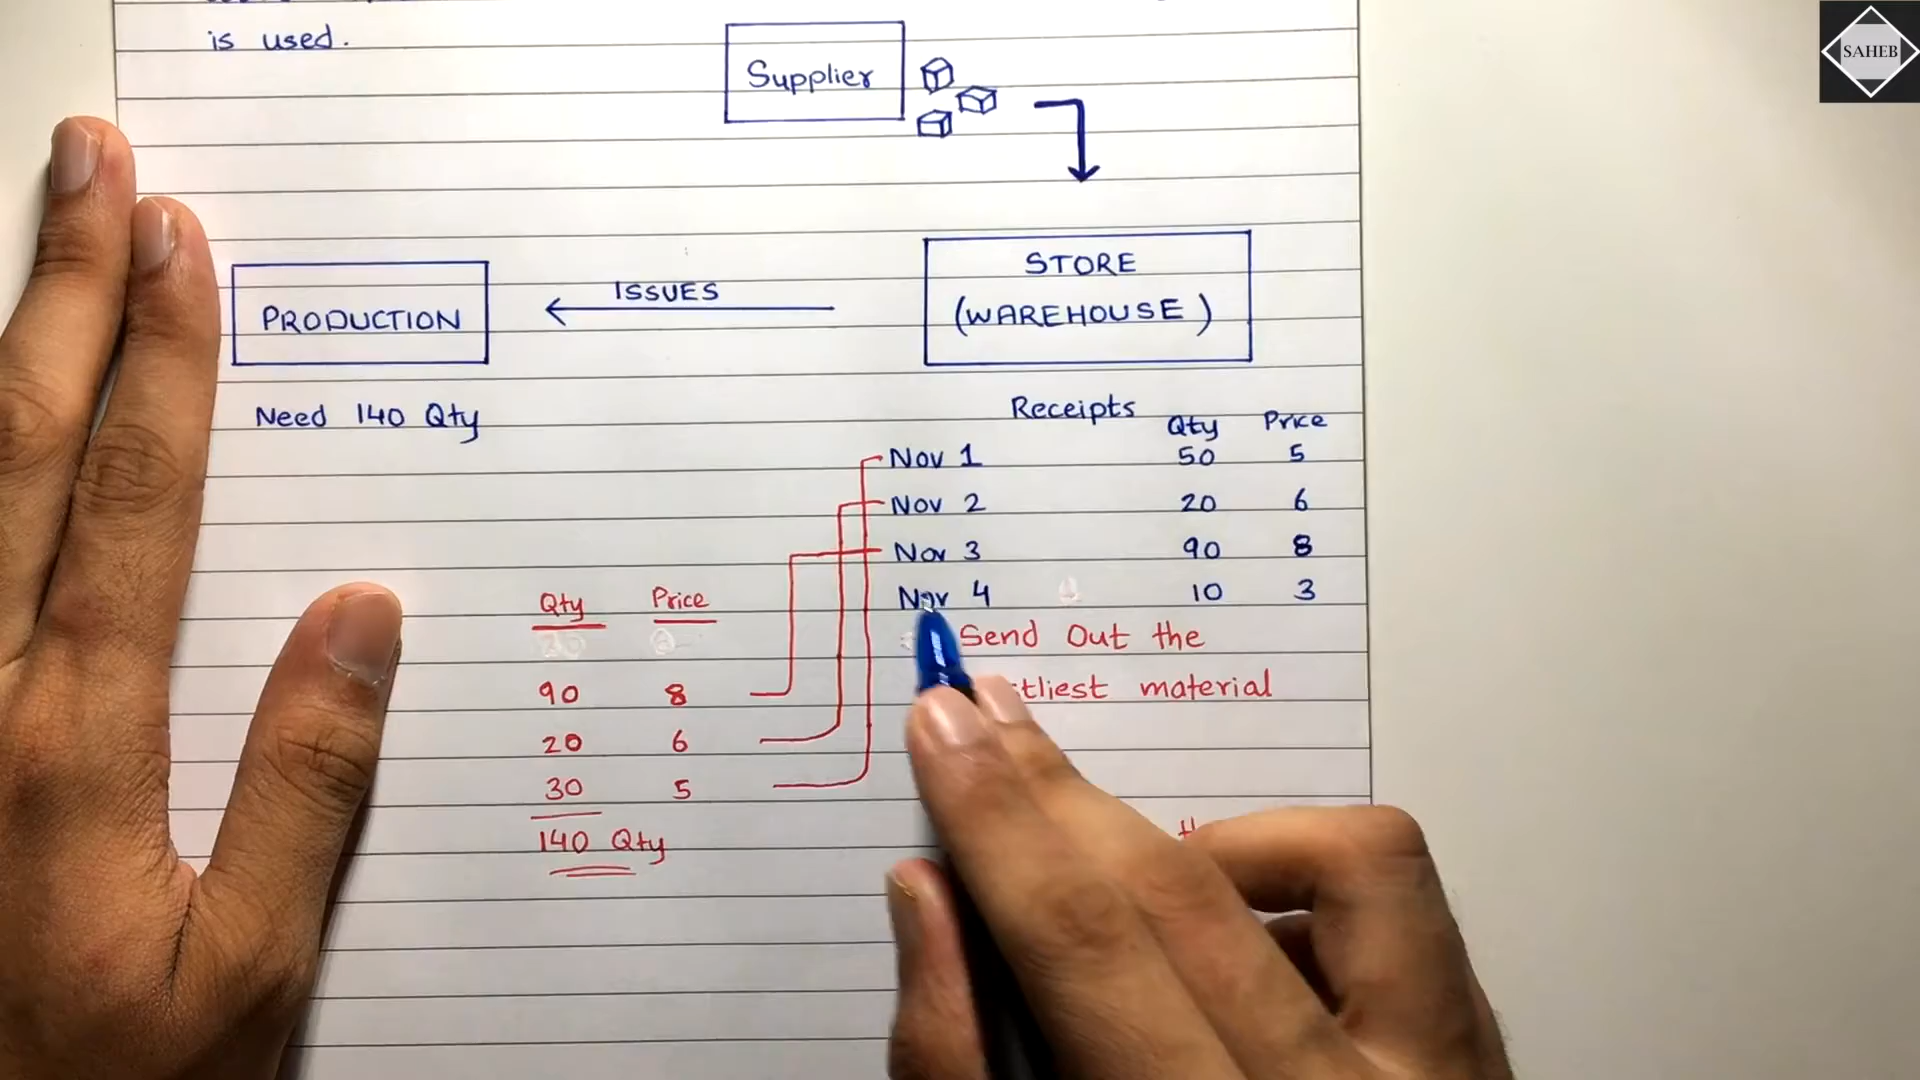 is used.
Supplier
SAHEB
STORE
(WAREHOUSE)
ISSUES
PRODUCTION
Need 140 Qty
Receipts Qty Price
Nov 1 50 5
Nov 2 20 6
Nov 3 90 8
Nov 4 10 3
Send Out the
material
Qty Price
90 8
20 6
30 5
140 Qty